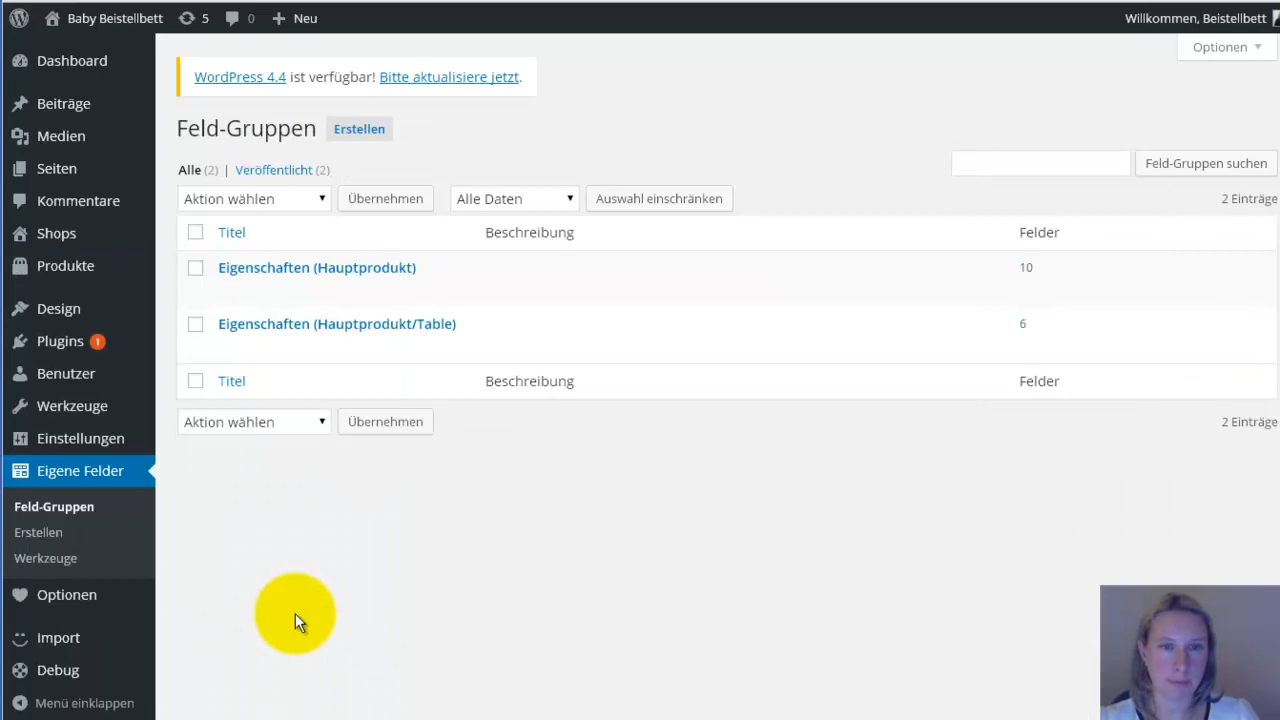 Baby Beistellbett 5 0 Neu Willkommen, Beistellbett
Optionen
Dashboard
Beiträge
Medien
Seiten
Kommentare
Shops
Produkte
Design
Plugins 1
Benutzer
Werkzeuge
Einstellungen
Eigene Felder
Feld-Gruppen
Erstellen
Werkzeuge
Optionen
Import
Debug
Menü einklappen
WordPress 4.4 ist verfügbar! Bitte aktualisiere jetzt.
Feld-Gruppen Erstellen
Alle (2) | Veröffentlicht (2)
Feld-Gruppen suchen
Aktion wählen Übernehmen Alle Daten Auswahl einschränken 2 Einträge
Titel Beschreibung Felder
Eigenschaften (Hauptprodukt) 10
Eigenschaften (Hauptprodukt/Table) 6
Titel Beschreibung Felder
Aktion wählen Übernehmen 2 Einträge